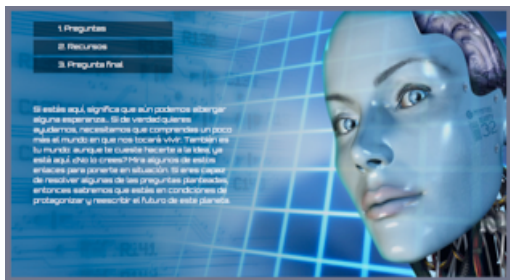 1. Preguntas
2. Recursos
3. Pregunta final
Si estás aquí, significa que aún podemos albergar
alguna esperanza... Si de verdad quieres
ayudarnos, necesitamos que comprendas un poco
más el mundo en que nos tocará vivir. También es
tu mundo: aunque te cueste hacerte a la idea, ya
está aquí. ¿No lo crees? Mira algunos de estos
enlaces para ponerte en situación. Si eres capaz
de resolver algunas de las preguntas planteadas,
entonces sabremos que estás en condiciones de
protagonizar y reescribir el futuro de este planeta.